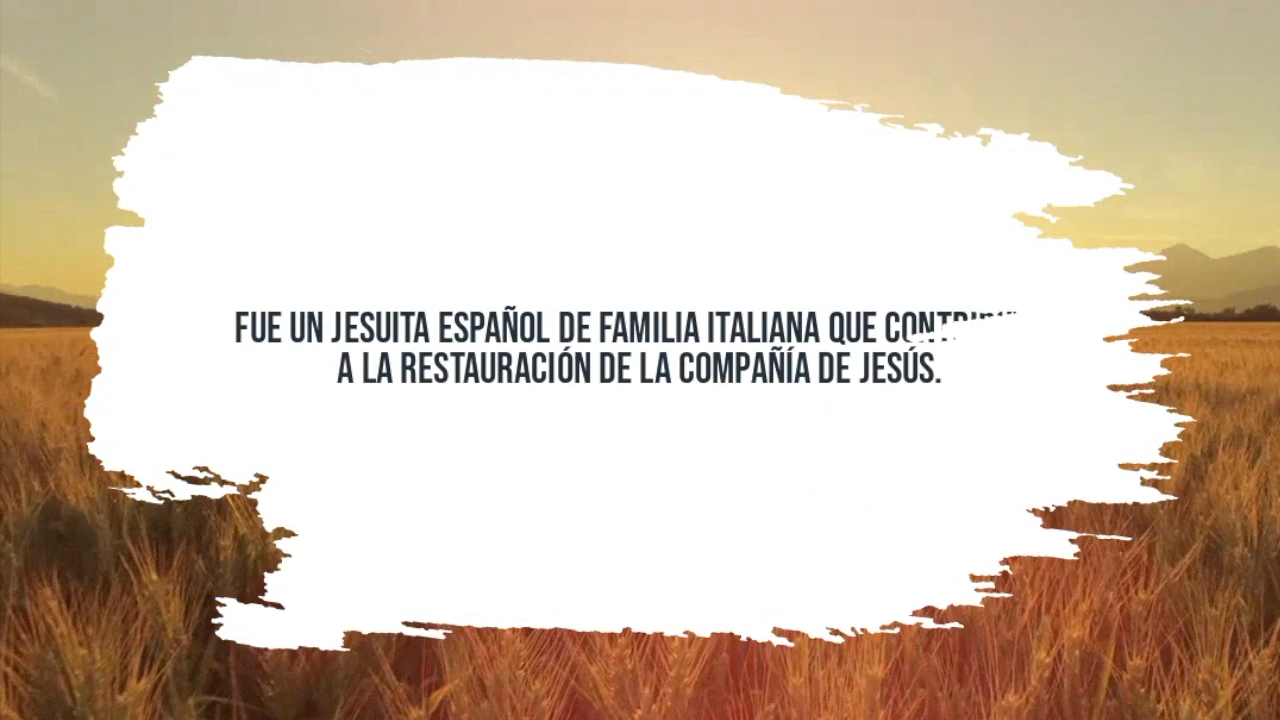 FUE UN JESUITA ESPAÑOL DE FAMILIA ITALIANA QUE
A LA RESTAURACIÓN DE LA COMPAÑÍA DE JESÚS.